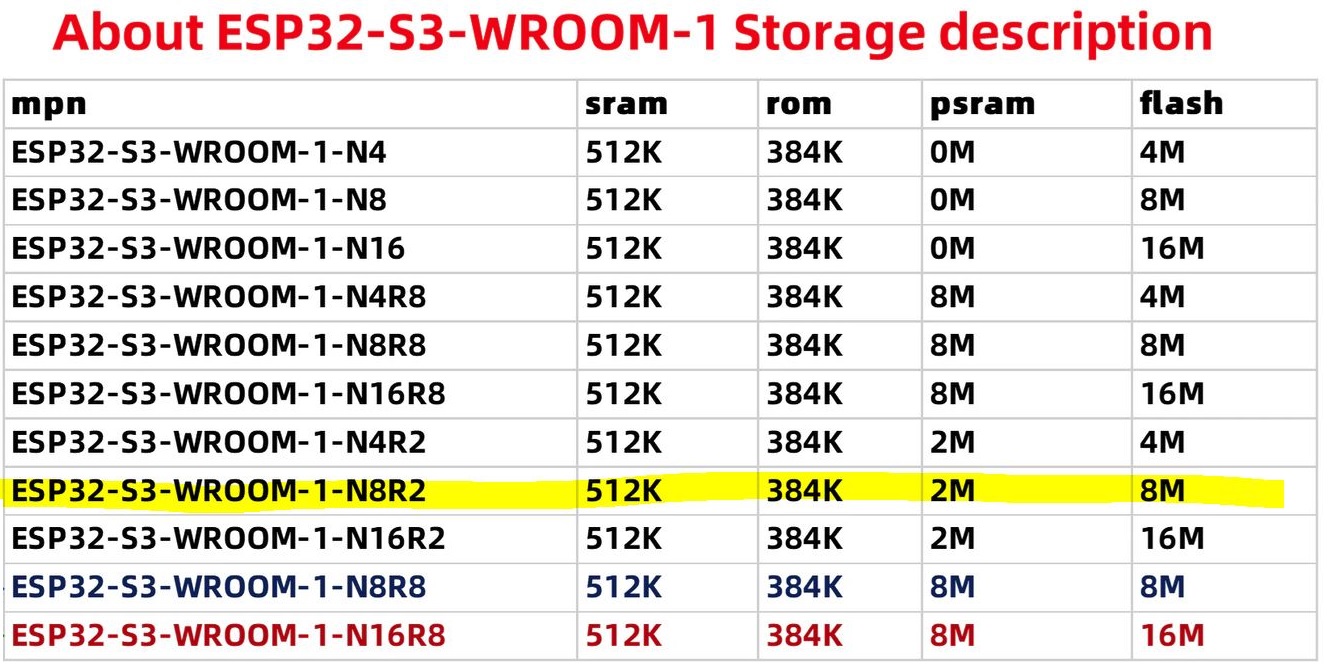 About ESP32-S3-WROOM-1 Storage description
mpn sram rom psram flash
ESP32-S3-WROOM-1-N4 512K 384K 0M 4M
ESP32-S3-WROOM-1-N8 512K 384K 0M 8M
ESP32-S3-WROOM-1-N16 512K 384K 0M 16M
ESP32-S3-WROOM-1-N4R8 512K 384K 8M 4M
ESP32-S3-WROOM-1-N8R8 512K 384K 8M 8M
ESP32-S3-WROOM-1-N16R8 512K 384K 8M 16M
ESP32-S3-WROOM-1-N4R2 512K 384K 2M 4M
ESP32-S3-WROOM-1-N8R2 512K 384K 2M 8M
ESP32-S3-WROOM-1-N16R2 512K 384K 2M 16M
ESP32-S3-WROOM-1-N8R8 512K 384K 8M 8M
ESP32-S3-WROOM-1-N16R8 512K 384K 8M 16M